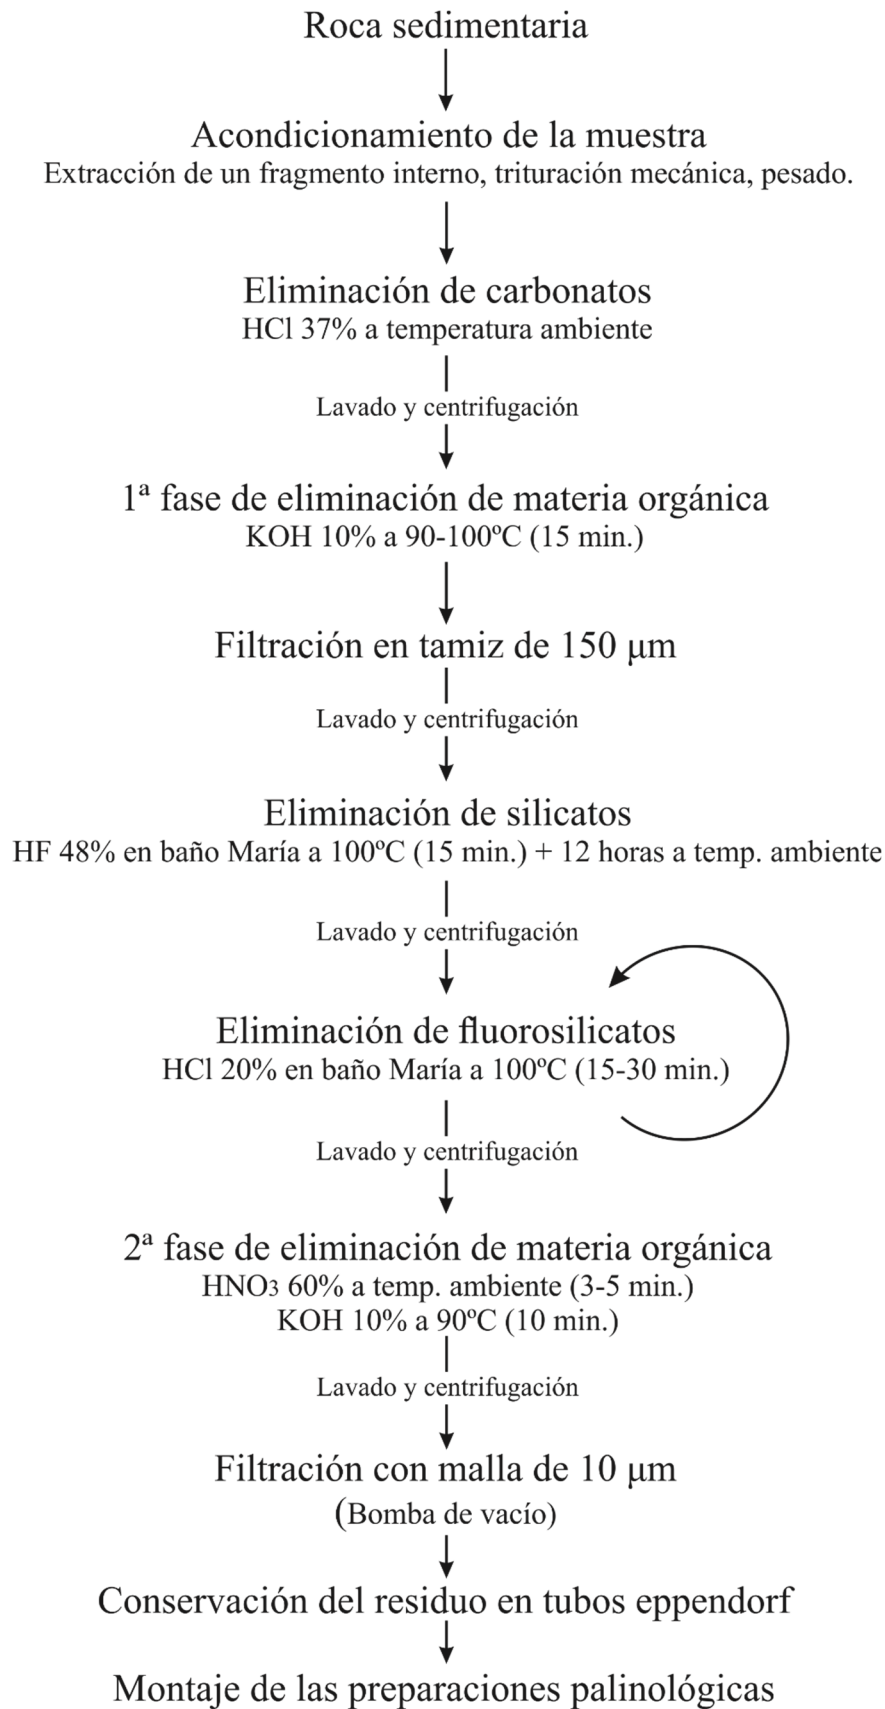 Roca sedimentaria
Acondicionamiento de la muestra
Extracción de un fragmento interno, trituración mecánica, pesado.
Eliminación de carbonatos
HCl 37% a temperatura ambiente
Lavado y centrifugación
1ª fase de eliminación de materia orgánica
KOH 10% a 90-100ºC (15 min.)
Filtración en tamiz de 150 μm
Lavado y centrifugación
Eliminación de silicatos
HF 48% en baño María a 100ºC (15 min.) + 12 horas a temp. ambiente
Lavado y centrifugación
Eliminación de fluorosilicatos
HCl 20% en baño María a 100ºC (15-30 min.)
Lavado y centrifugación
2ª fase de eliminación de materia orgánica
HNO3 60% a temp. ambiente (3-5 min.)
KOH 10% a 90ºC (10 min.)
Lavado y centrifugación
Filtración con malla de 10 μm
(Bomba de vacío)
Conservación del residuo en tubos eppendorf
Montaje de las preparaciones palinológicas